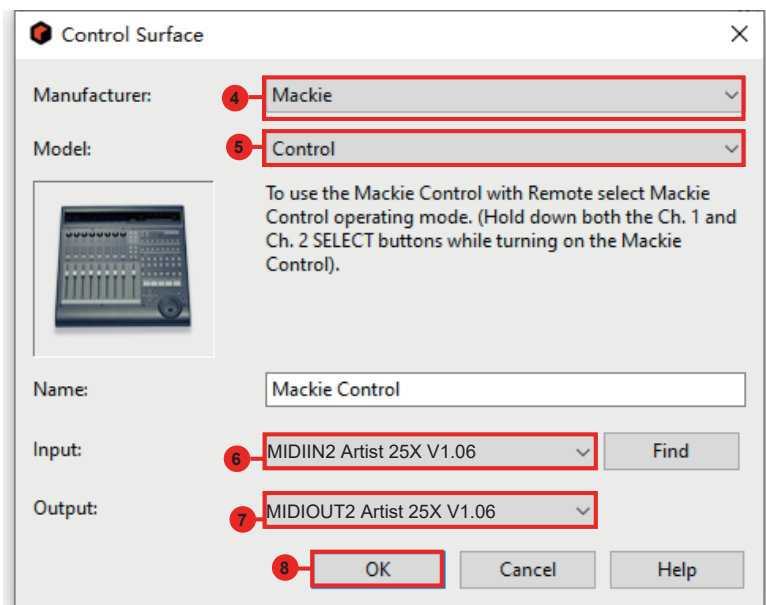 Control Surface
Manufacturer:
4
Mackie
Model:
5
Control
To use the Mackie Control with Remote select Mackie
Control operating mode. (Hold down both the Ch. 1 and
Ch. 2 SELECT buttons while turning on the Mackie
Control).
Name:
Mackie Control
Input:
6
MIDIIN2 Artist 25X V1.06
Find
Output:
7
MIDIOUT2 Artist 25X V1.06
8
OK
Cancel
Help